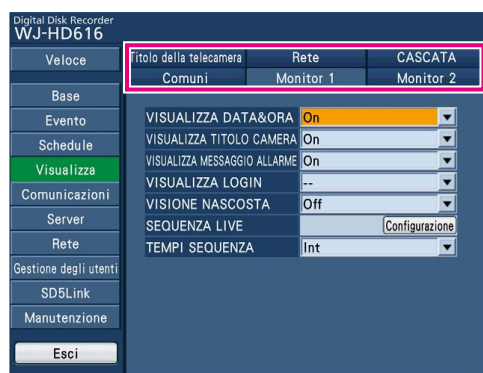 Digital Disk Recorder
WJ-HD616
Veloce
Base
Evento
Schedule
Visualizza
Comunicazioni
Server
Rete
Gestione degli utenti
SD5Link
Manutenzione
Esci
Titolo della telecamera Rete CASCATA
Comuni Monitor 1 Monitor 2
VISUALIZZA DATA&ORA On
VISUALIZZA TITOLO CAMERA On
VISUALIZZA MESSAGGIO ALLARME On
VISUALIZZA LOGIN --
VISIONE NASCOSTA Off
SEQUENZA LIVE Configurazione
TEMPI SEQUENZA Int